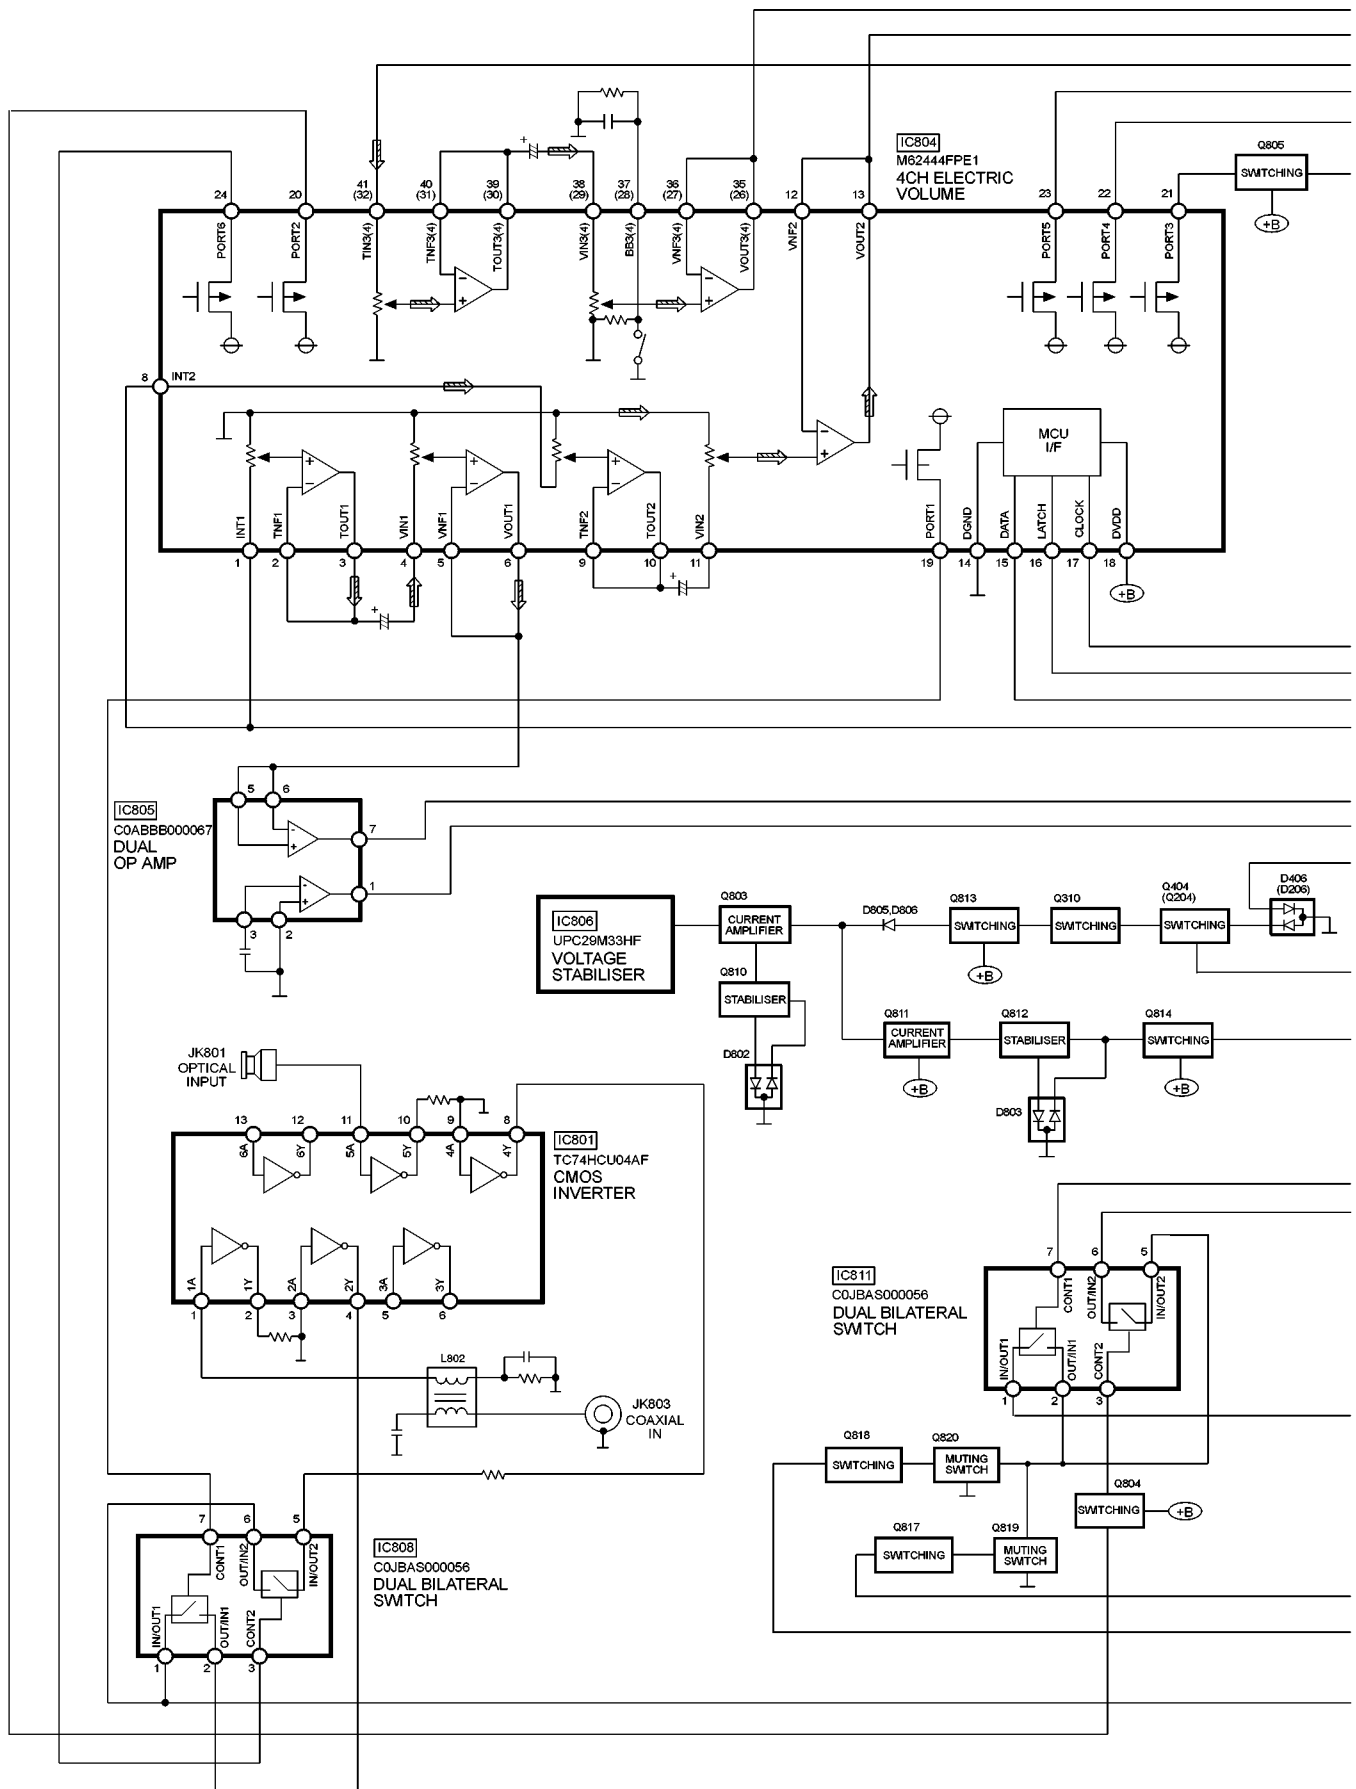 IC804
M62444FPE1
4CH ELECTRIC
VOLUME
Q805
SWITCHING
+B
24
20
41
(32)
40
(31)
39
(30)
38
(29)
37
(28)
36
(27)
35
(26)
12
13
23
22
21
PORT6
PORT2
TIN3(4)
TNF3(4)
TOUT3(4)
VIN3(4)
BB3(4)
VNF3(4)
VOUT3(4)
VNF2
VOUT2
PORT5
PORT4
PORT3
+
-
+
-
+
8
INT2
MCU
I/F
+
-
+
-
+
-
-
+
INT1
TNF1
TOUT1
VIN1
VNF1
VOUT1
TNF2
TOUT2
VIN2
PORT1
DGND
DATA
LATCH
CLOCK
DVDD
1
2
3
4
5
6
9
10
11
19
14
15
16
17
18
+
+
+B
IC805
C0ABBB000067
DUAL
OP AMP
5
6
7
1
3
2
-
+
-
+
IC806
UPC29M33HF
VOLTAGE
STABILISER
Q803
CURRENT
AMPLIFIER
Q810
STABILISER
D802
D805,D806
Q813
SWITCHING
+B
Q310
SWITCHING
Q404
(Q204)
SWITCHING
D406
(D206)
Q811
CURRENT
AMPLIFIER
+B
Q812
STABILISER
D803
Q814
SWITCHING
+B
JK801
OPTICAL
INPUT
13
12
11
10
9
8
6A
6Y
5A
5Y
4A
4Y
IC801
TC74HCU04AF
CMOS
INVERTER
1A
1Y
2A
2Y
3A
3Y
1
2
3
4
5
6
L802
JK803
COAXIAL
IN
IC811
C0JBAS000056
DUAL BILATERAL
SWITCH
7
6
5
CONT1
OUT/IN2
IN/OUT2
IN/OUT1
OUT/IN1
CONT2
1
2
3
Q818
SWITCHING
Q820
MUTING
SWITCH
Q804
SWITCHING
+B
Q817
SWITCHING
Q819
MUTING
SWITCH
7
6
5
CONT1
OUT/IN2
IN/OUT2
IN/OUT1
OUT/IN1
CONT2
1
2
3
IC808
C0JBAS000056
DUAL BILATERAL
SWITCH